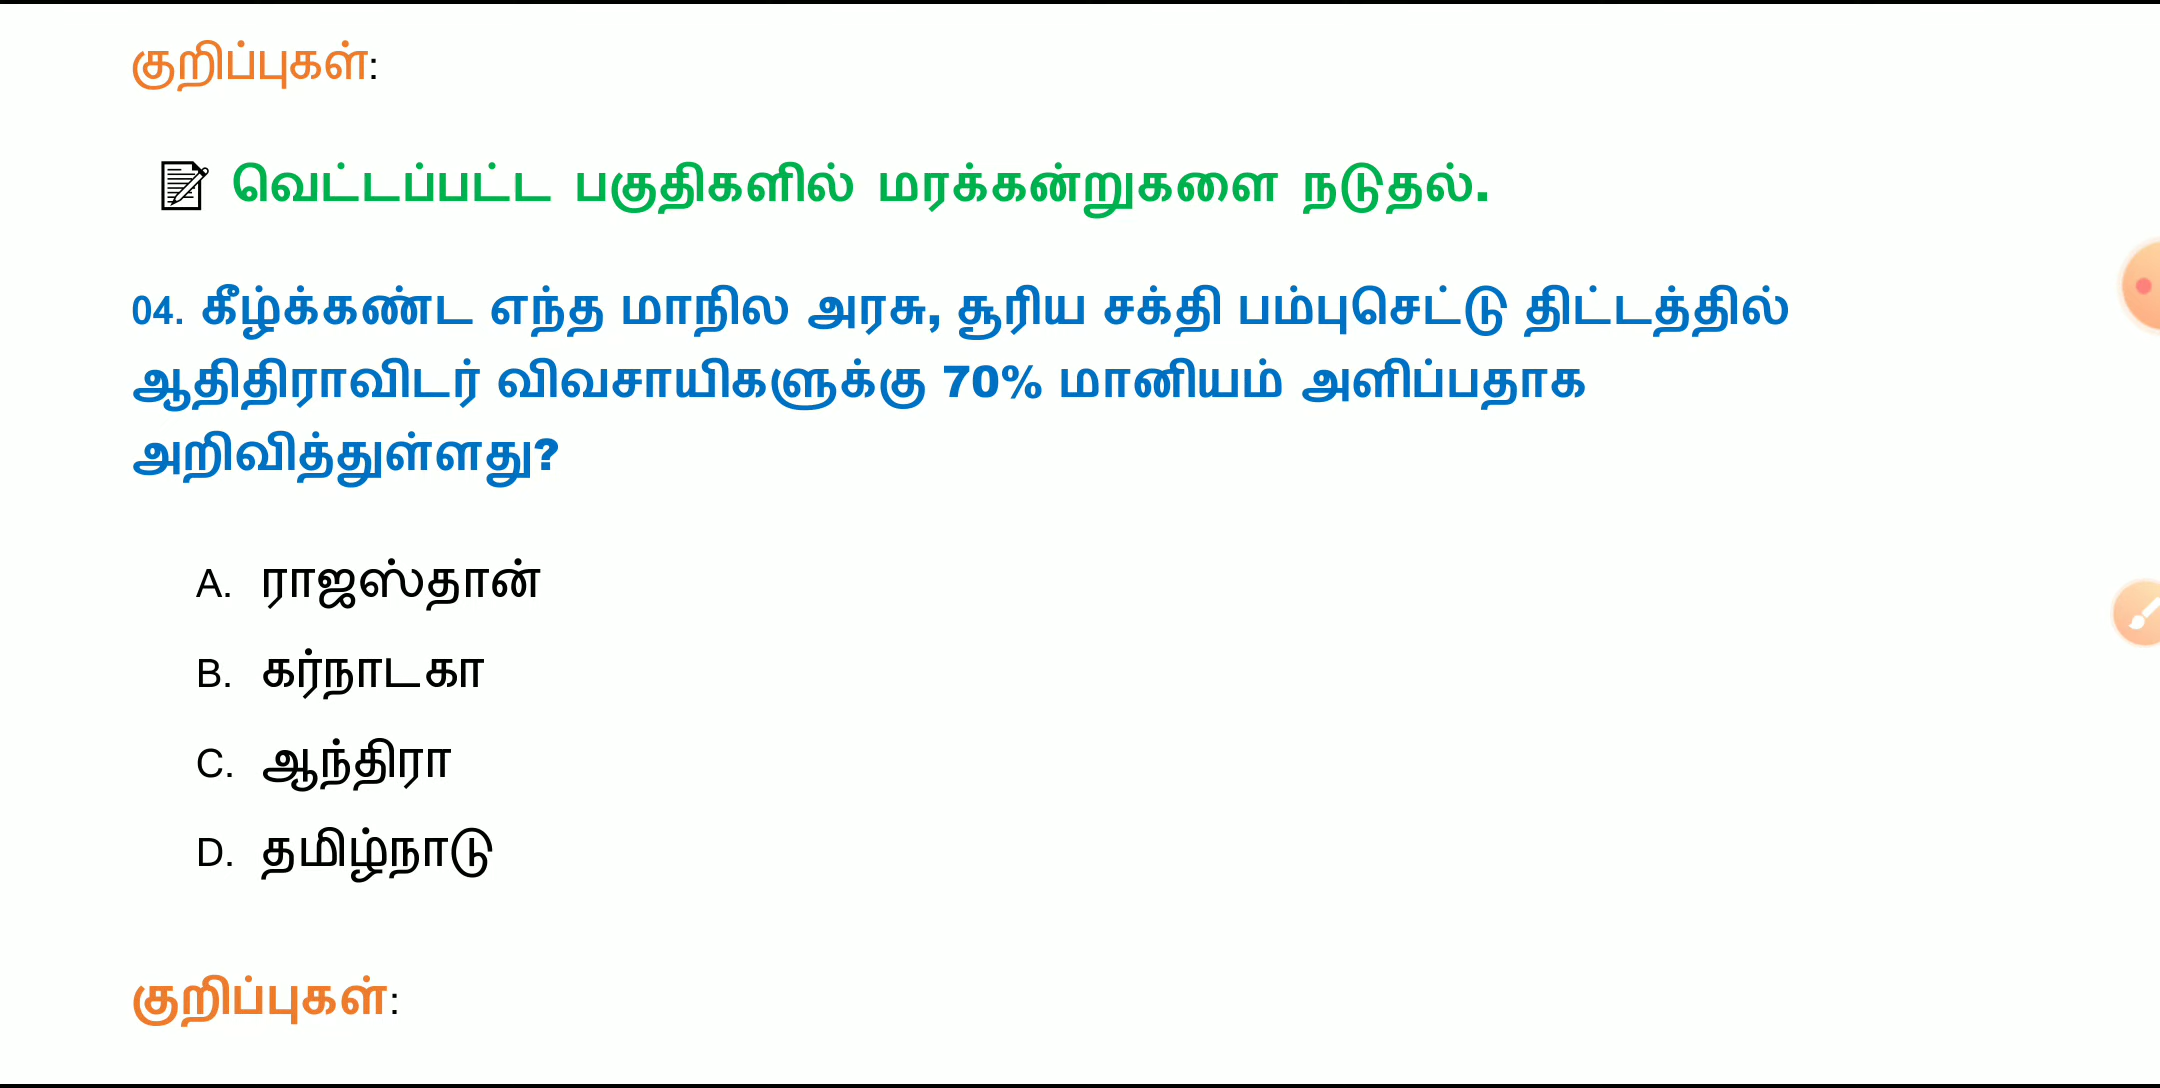 குறிப்புகள்:
வெட்டப்பட்ட பகுதிகளில் மரக்கன்றுகளை நடுதல்.
04. கீழ்க்கண்ட எந்த மாநில அரசு, சூரிய சக்தி பம்புசெட்டு திட்டத்தில்
ஆதிதிராவிடர் விவசாயிகளுக்கு 70% மானியம் அளிப்பதாக
அறிவித்துள்ளது?
A. ராஜஸ்தான்
B. கர்நாடகா
C. ஆந்திரா
D. தமிழ்நாடு
குறிப்புகள்: